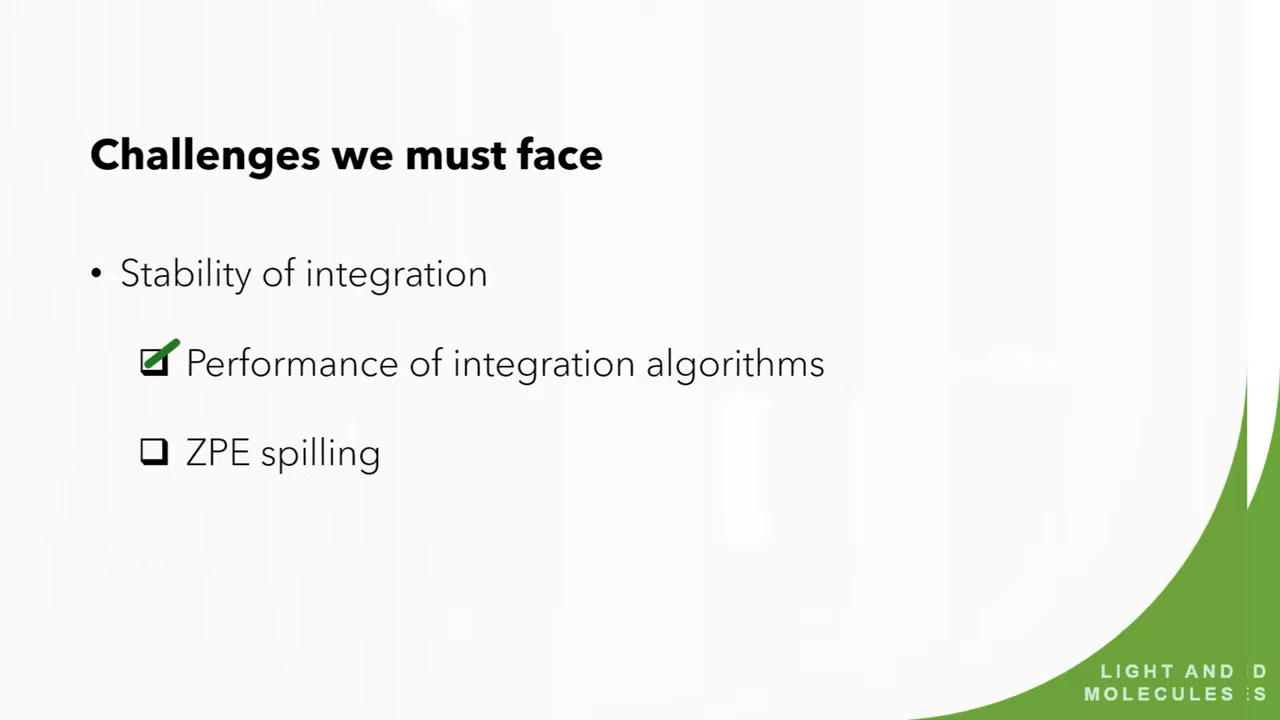 Challenges we must face
• Stability of integration
Performance of integration algorithms
ZPE spilling
LIGHT AND D
MOLECULES S